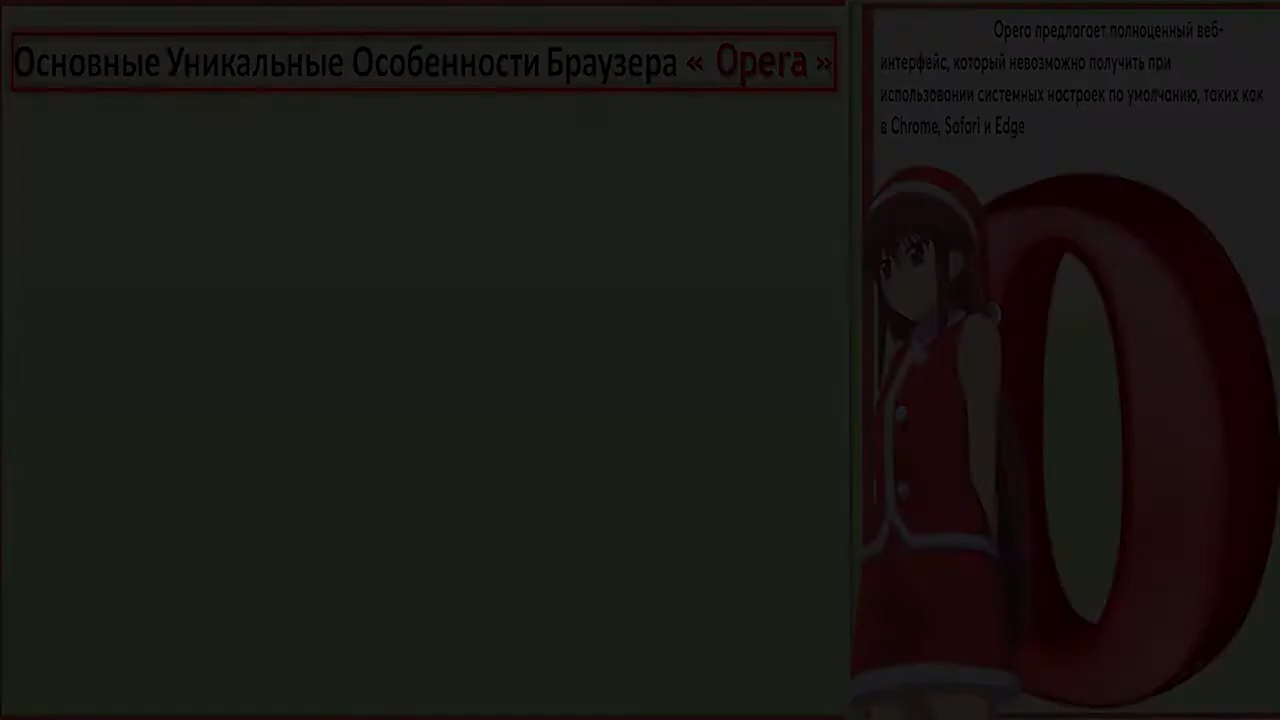 Основные Уникальные Особенности Браузера « Opera »
Opera предлагает полноценный веб-
интерфейс, который невозможно получить при
использовании системных настроек по умолчанию, таких как
в Chrome, Safari и Edge